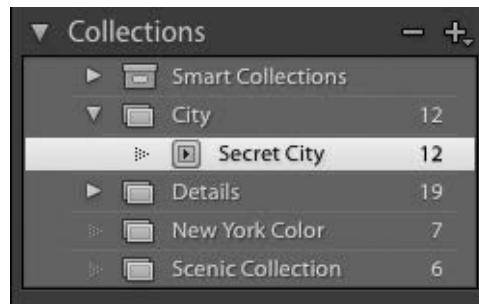 Collections
Smart Collections
City 12
Secret City 12
Details 19
New York Color 7
Scenic Collection 6